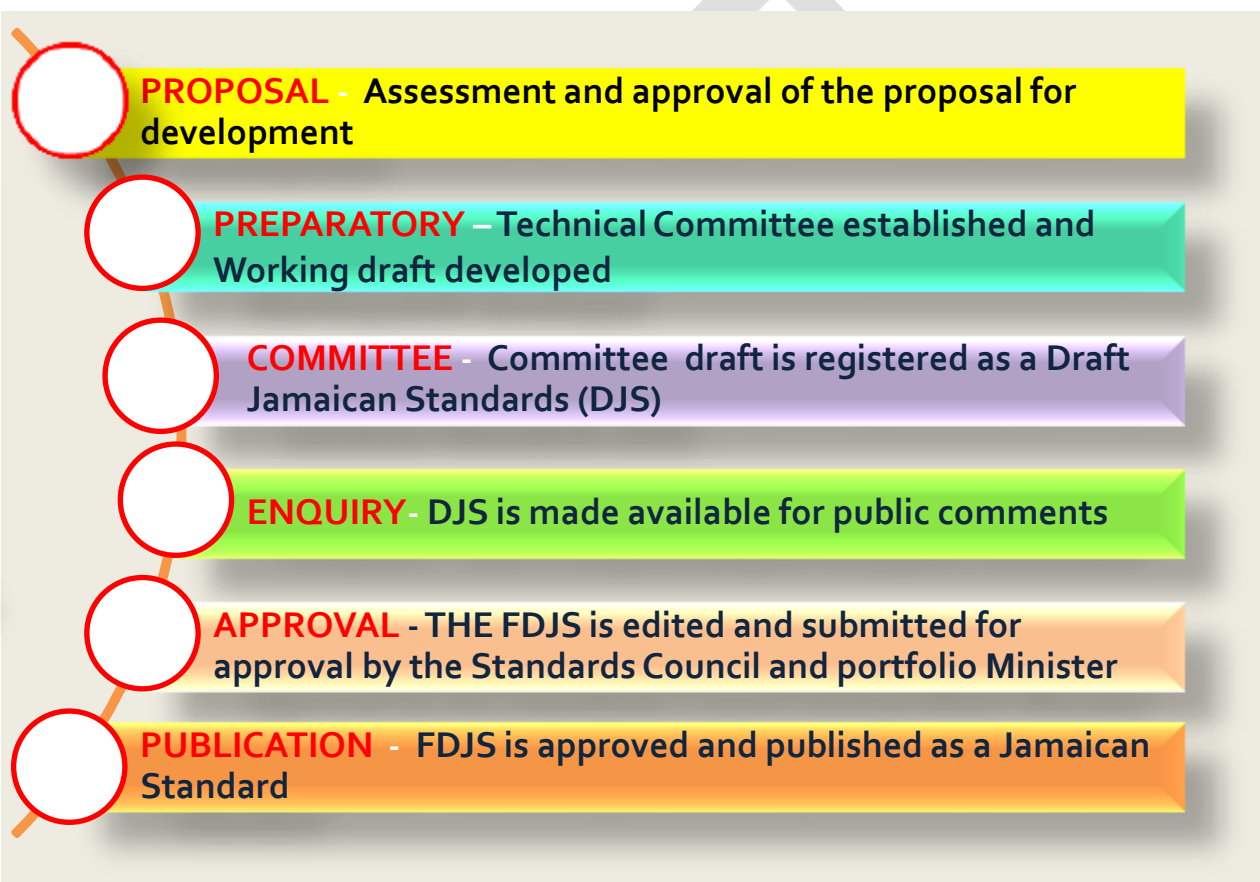 PROPOSAL - Assessment and approval of the proposal for
development
PREPARATORY – Technical Committee established and
Working draft developed
COMMITTEE - Committee draft is registered as a Draft
Jamaican Standards (DJS)
ENQUIRY- DJS is made available for public comments
APPROVAL - THE FDJS is edited and submitted for
approval by the Standards Council and portfolio Minister
PUBLICATION - FDJS is approved and published as a Jamaican
Standard